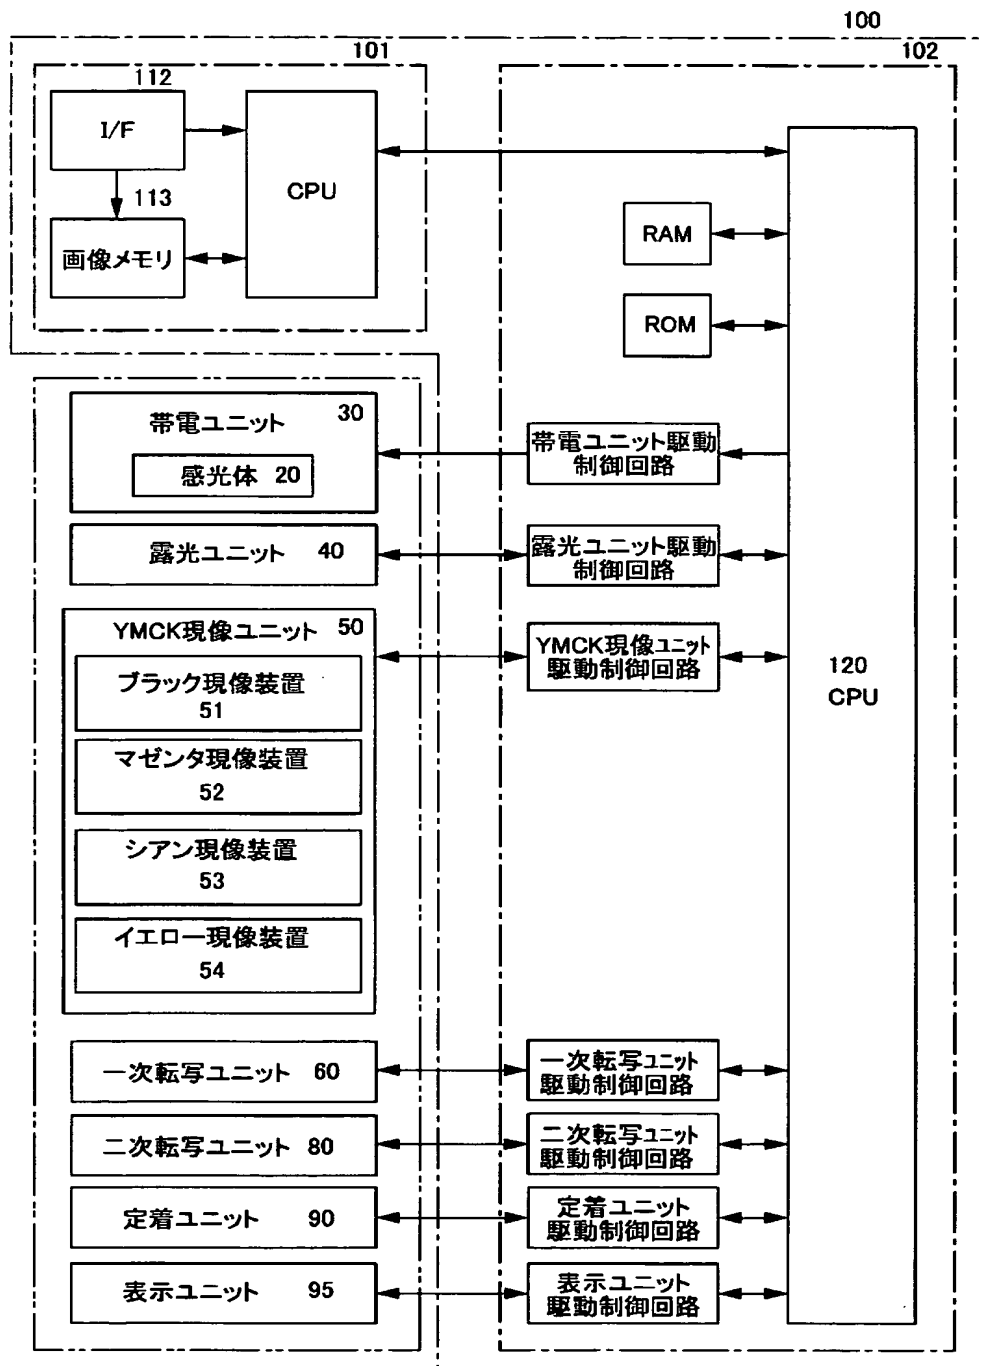 100
101
102
112
I/F
CPU
113
画像メモリ
RAM
ROM
帯電ユニット
30
感光体 20
帯電ユニット駆動
制御回路
露光ユニット 40
露光ユニット駆動
制御回路
YMCK現像ユニット 50
YMCK現像ユニット
駆動制御回路
ブラック現像装置
51
マゼンタ現像装置
52
シアン現像装置
53
イエロー現像装置
54
120
CPU
一次転写ユニット 60
一次転写ユニット
駆動制御回路
二次転写ユニット 80
二次転写ユニット
駆動制御回路
定着ユニット 90
定着ユニット
駆動制御回路
表示ユニット 95
表示ユニット
駆動制御回路